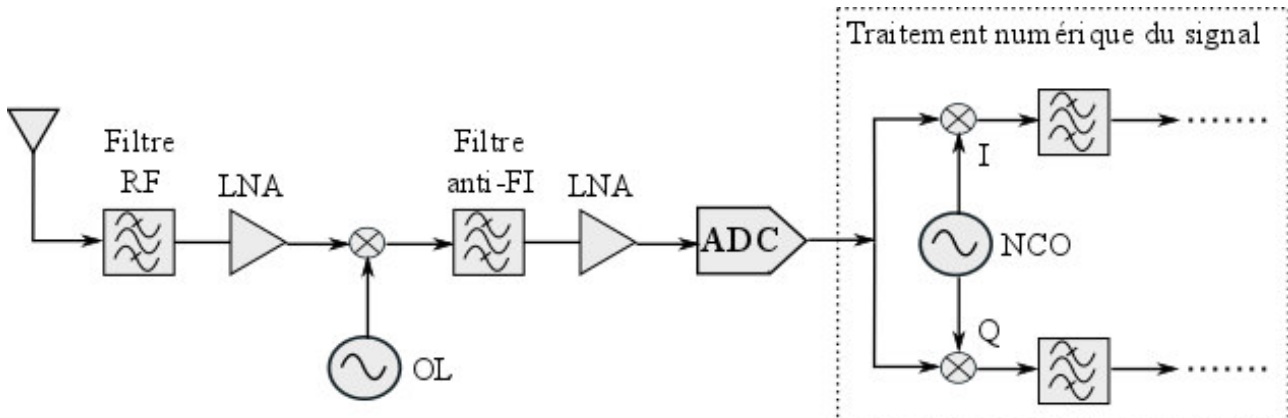 Traitement numérique du signal
Filtre
RF
LNA
Filtre
anti-FI
LNA
ADC
I
NCO
Q
OL